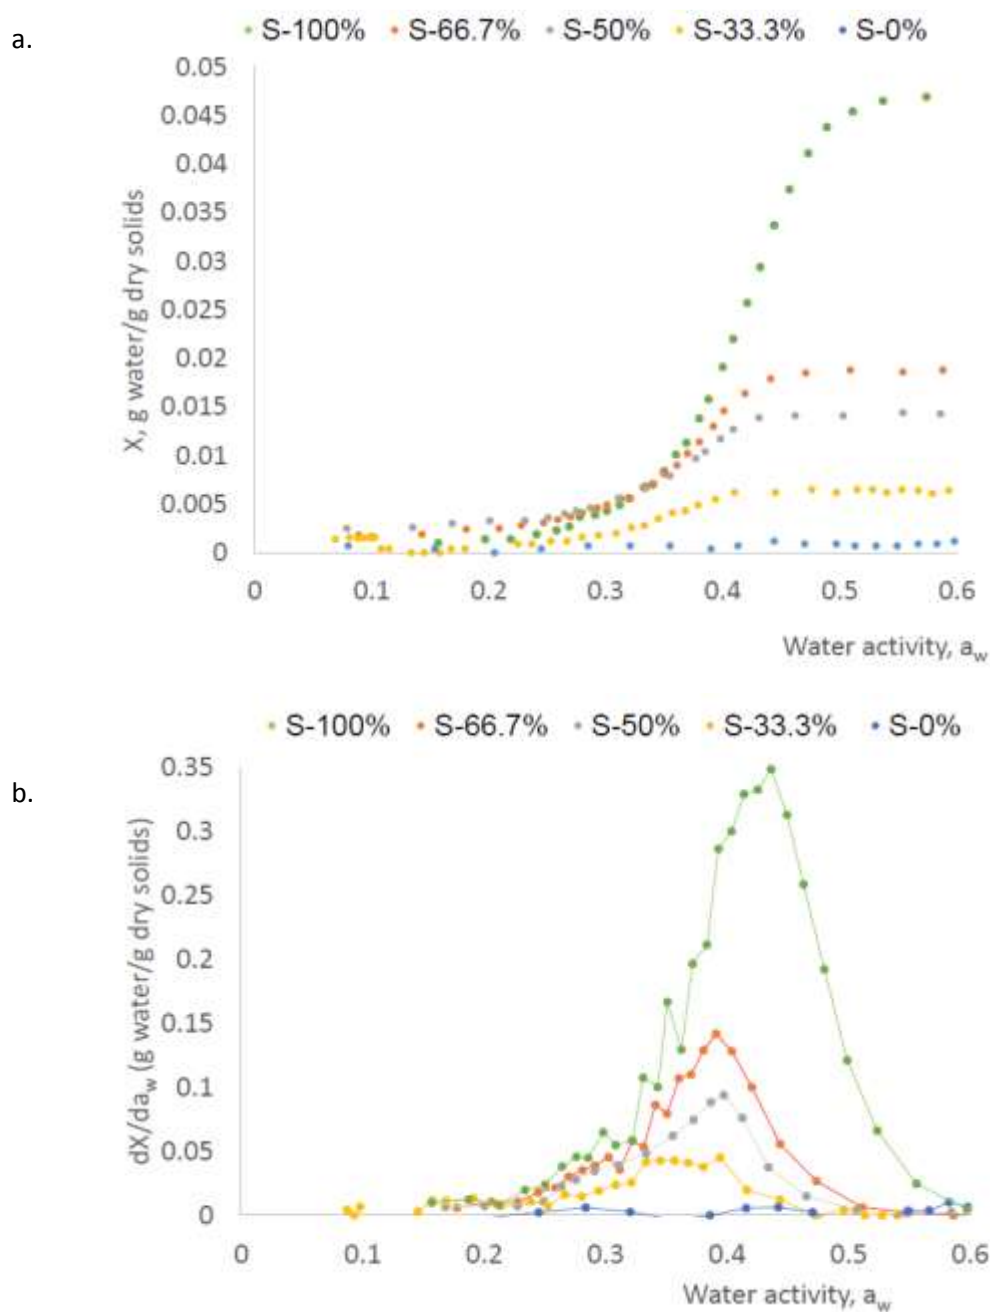 a.
S-100% S-66.7% S-50% S-33.3% S-0%
0.05
0.045
0.04
0.035
0.03
0.025
0.02
0.015
0.01
0.005
0
X, g water/g dry solids
0 0.1 0.2 0.3 0.4 0.5 0.6
Water activity, aw
b.
S-100% S-66.7% S-50% S-33.3% S-0%
0.35
0.3
0.25
0.2
0.15
0.1
0.05
0
dX/daw (g water/g dry solids)
0 0.1 0.2 0.3 0.4 0.5 0.6
Water activity, aw